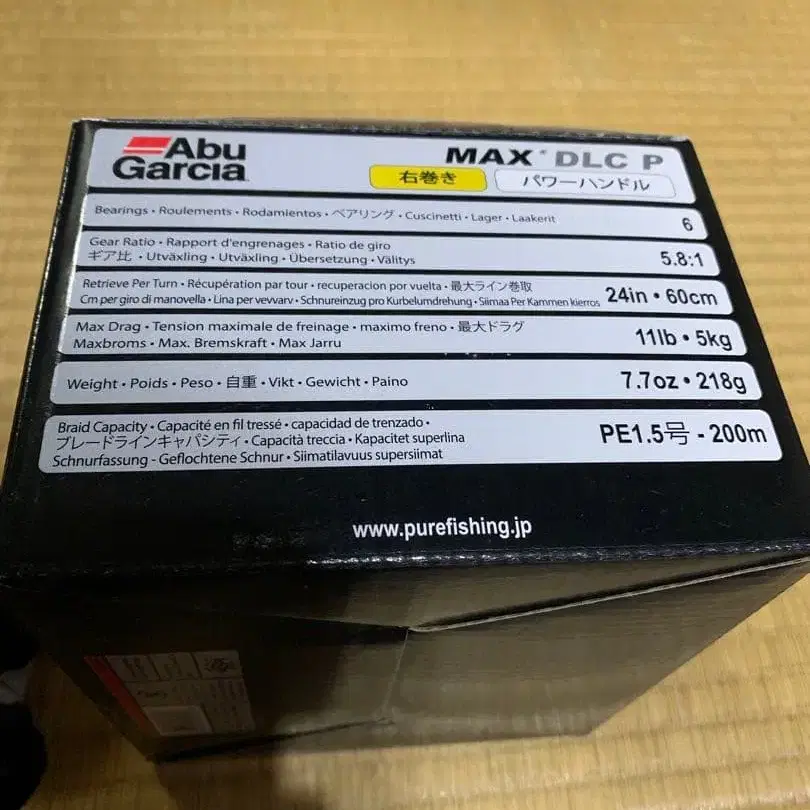 Abu
Garcia
MAX DLC P
右巻き パワーハンドル
Bearings • Roulements • Rodamientos • ベアリング • Cuscinetti • Lager • Laakerit 6
Gear Ratio • Rapport d'engrenages • Ratio de giro
ギア比 • Utväxling • Utväxling • Übersetzung • Välitys 5.8:1
Retrieve Per Turn • Récupération par tour • recuperacion por vuelta • 最大ライン巻取
Cm per giro di manovella • Lina per vevvarv • Schnureinzug pro Kurbelumdrehung • Siimaa Per Kammen kierros 24in • 60cm
Max Drag • Tension maximale de freinage • maximo freno • 最大ドラグ
Maxbroms • Max. Bremskraft • Max Jarru 11lb • 5kg
Weight • Poids • Peso • 自重 • Vikt • Gewicht • Paino 7.7oz • 218g
Braid Capacity • Capacité en fil tressé • capacidad de trenzado •
ブレードラインキャパシティ • Capacità treccia • Kapacitet superlina
Schnurfassung - Geflochtene Schnur • Siimatilavuus supersiimat PE1.5号 - 200m
www.purefishing.jp